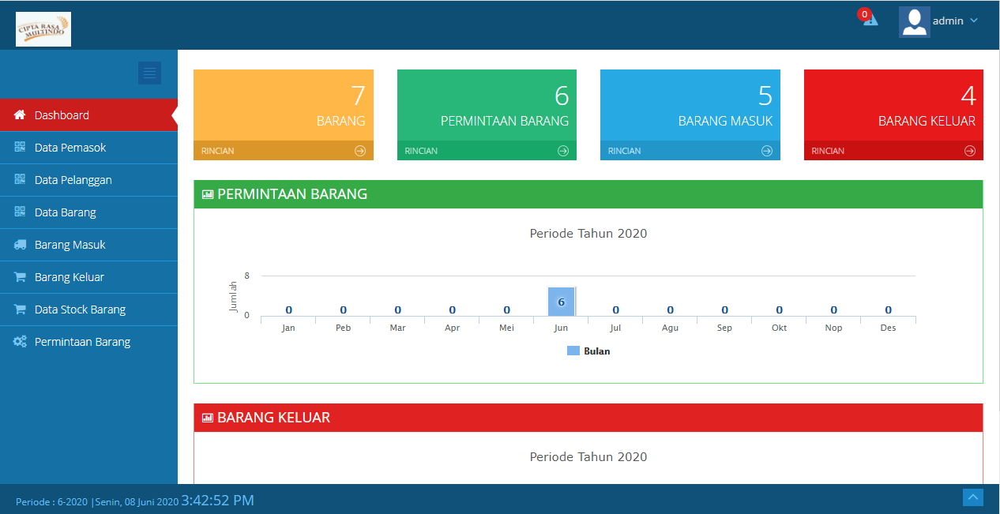 CIPTA RASA
MULTINDO
0
admin
Dashboard
Data Pemasok
Data Pelanggan
Data Barang
Barang Masuk
Barang Keluar
Data Stock Barang
Permintaan Barang
7
BARANG
RINCIAN
6
PERMINTAAN BARANG
RINCIAN
5
BARANG MASUK
RINCIAN
4
BARANG KELUAR
RINCIAN
PERMINTAAN BARANG
Periode Tahun 2020
Jumlah
8
0
0 0 0 0 0 6 0 0 0 0 0 0
Jan Peb Mar Apr Mei Jun Jul Agu Sep Okt Nop Des
Bulan
BARANG KELUAR
Periode Tahun 2020
Periode : 6-2020 |Senin, 08 Juni 2020 3:42:52 PM